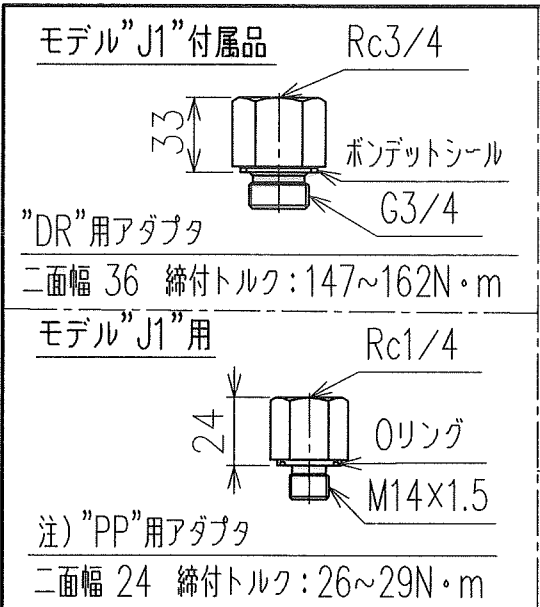 モデル"J1"付属品
Rc3/4
33
ボンデットシール
G3/4
"DR"用アダプタ
二面幅 36 締付トルク:147~162N・m
モデル"J1"用
Rc1/4
24
Oリング
M14×1.5
注)"PP"用アダプタ
二面幅 24 締付トルク:26~29N・m